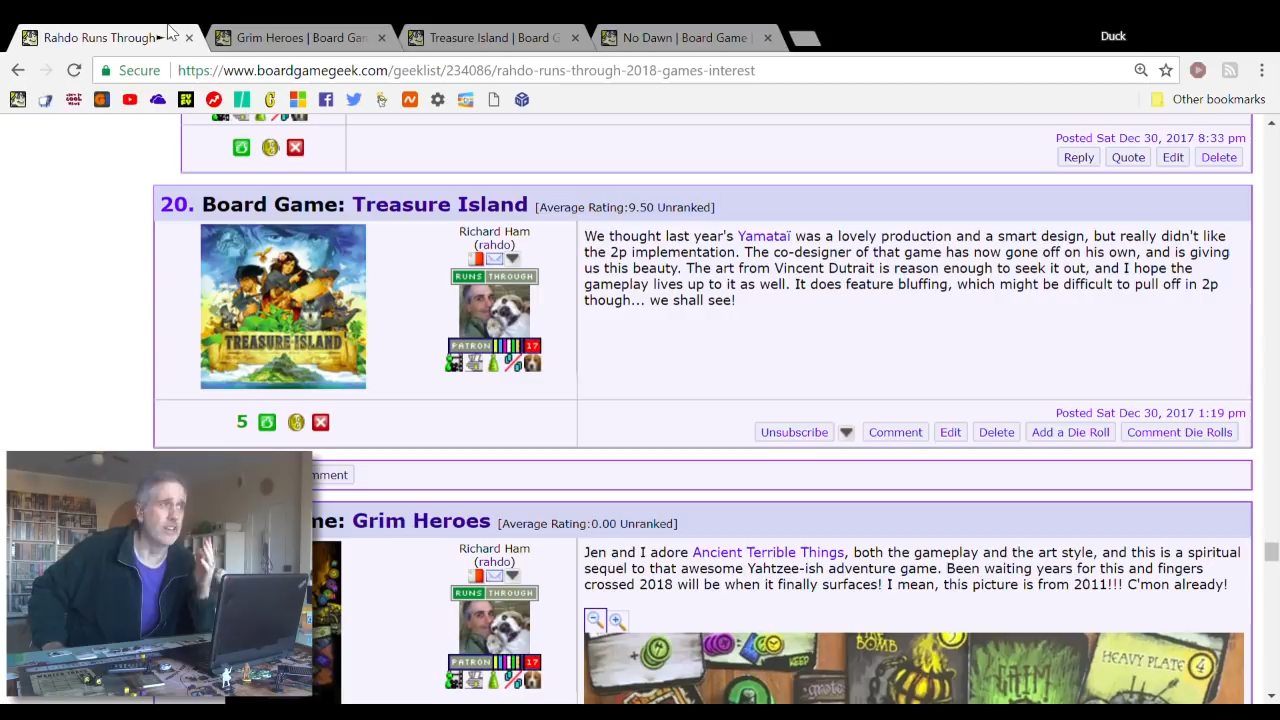 Rahdo Runs Through
Grim Heroes | Board Gam
Treasure Island | Board G
No Dawn | Board Game
Duck
Secure
https://www.boardgamegeek.com/geeklist/234086/rahdo-runs-through-2018-games-interest
Other bookmarks
Posted Sat Dec 30, 2017 8:33 pm
Reply Quote Edit Delete
20. Board Game: Treasure Island [Average Rating:9.50 Unranked]
Richard Ham
(rahdo)
RUNS THROUGH
PATRON 17
TREASURE ISLAND
We thought last year's Yamataï was a lovely production and a smart design, but really didn't like
the 2p implementation. The co-designer of that game has now gone off on his own, and is giving
us this beauty. The art from Vincent Dutrait is reason enough to seek it out, and I hope the
gameplay lives up to it as well. It does feature bluffing, which might be difficult to pull off in 2p
though... we shall see!
5
Posted Sat Dec 30, 2017 1:19 pm
Unsubscribe Comment Edit Delete Add a Die Roll Comment Die Rolls
mment
me: Grim Heroes [Average Rating:0.00 Unranked]
Richard Ham
(rahdo)
RUNS THROUGH
PATRON 17
Jen and I adore Ancient Terrible Things, both the gameplay and the art style, and this is a spiritual
sequel to that awesome Yahtzee-ish adventure game. Been waiting years for this and fingers
crossed 2018 will be when it finally surfaces! I mean, this picture is from 2011!!! C'mon already!
BOMB
HEAVY PLATE 4